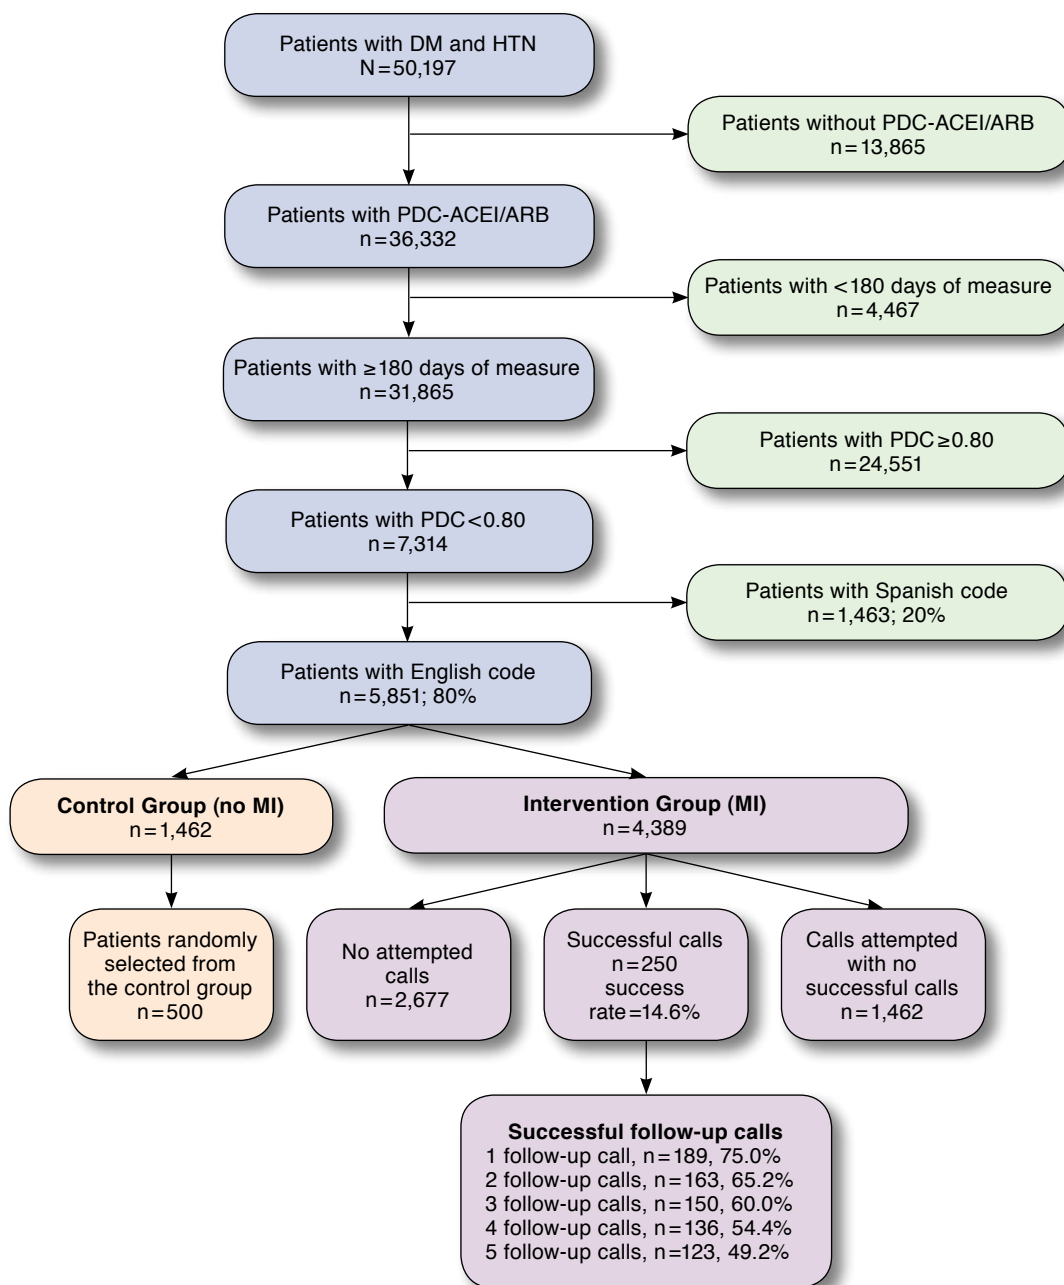 Patients with DM and HTN
N=50,197
Patients without PDC-ACEI/ARB
n=13,865
Patients with PDC-ACEI/ARB
n=36,332
Patients with <180 days of measure
n=4,467
Patients with ≥180 days of measure
n=31,865
Patients with PDC≥0.80
n=24,551
Patients with PDC<0.80
n=7,314
Patients with Spanish code
n=1,463; 20%
Patients with English code
n=5,851; 80%
Control Group (no MI)
n=1,462
Intervention Group (MI)
n=4,389
Patients randomly
selected from
the control group
n=500
No attempted
calls
n=2,677
Successful calls
n=250
success
rate=14.6%
Calls attempted
with no
successful calls
n=1,462
Successful follow-up calls
1 follow-up call, n=189, 75.0%
2 follow-up calls, n=163, 65.2%
3 follow-up calls, n=150, 60.0%
4 follow-up calls, n=136, 54.4%
5 follow-up calls, n=123, 49.2%